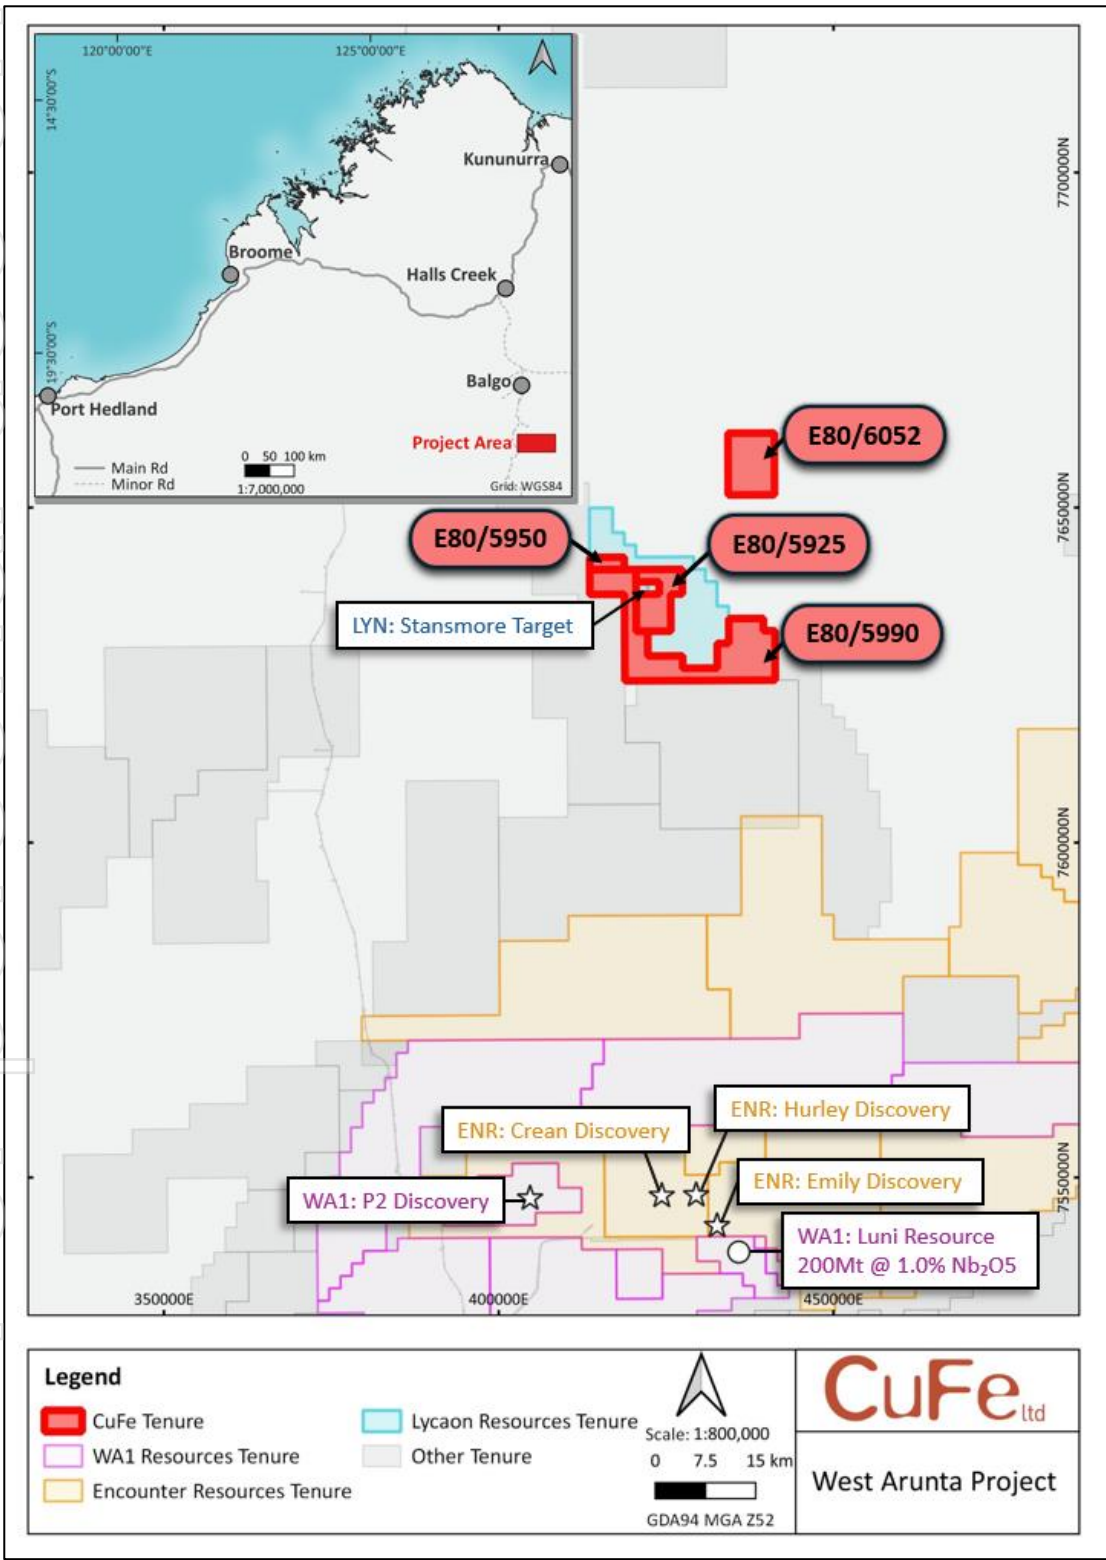 120°00'00"E
125°00'00"E
14°30'00"S
19°30'00"S
Kununurra
Broome
Halls Creek
Balgo
Port Hedland
Project Area
Main Rd
Minor Rd
0 50 100 km
1:7,000,000
Grid: WGS84
7700000N
7650000N
7600000N
7550000N
E80/6052
E80/5950
E80/5925
LYN: Stansmore Target
E80/5990
ENR: Hurley Discovery
ENR: Crean Discovery
ENR: Emily Discovery
WA1: P2 Discovery
WA1: Luni Resource
200Mt @ 1.0% Nb₂O5
350000E
400000E
450000E
Legend
CuFe Tenure
WA1 Resources Tenure
Encounter Resources Tenure
Lycaon Resources Tenure
Other Tenure
Scale: 1:800,000
0 7.5 15 km
GDA94 MGA Z52
CuFe ltd
West Arunta Project